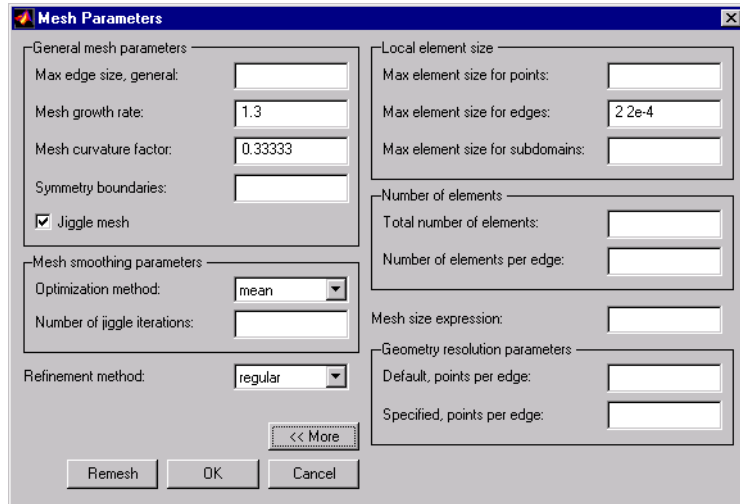 Mesh Parameters
General mesh parameters
Max edge size, general:
Mesh growth rate: 1.3
Mesh curvature factor: 0.33333
Symmetry boundaries:
Jiggle mesh
Mesh smoothing parameters
Optimization method: mean
Number of jiggle iterations:
Refinement method: regular
<< More
Remesh OK Cancel
Local element size
Max element size for points:
Max element size for edges: 2 2e-4
Max element size for subdomains:
Number of elements
Total number of elements:
Number of elements per edge:
Mesh size expression:
Geometry resolution parameters
Default, points per edge:
Specified, points per edge: